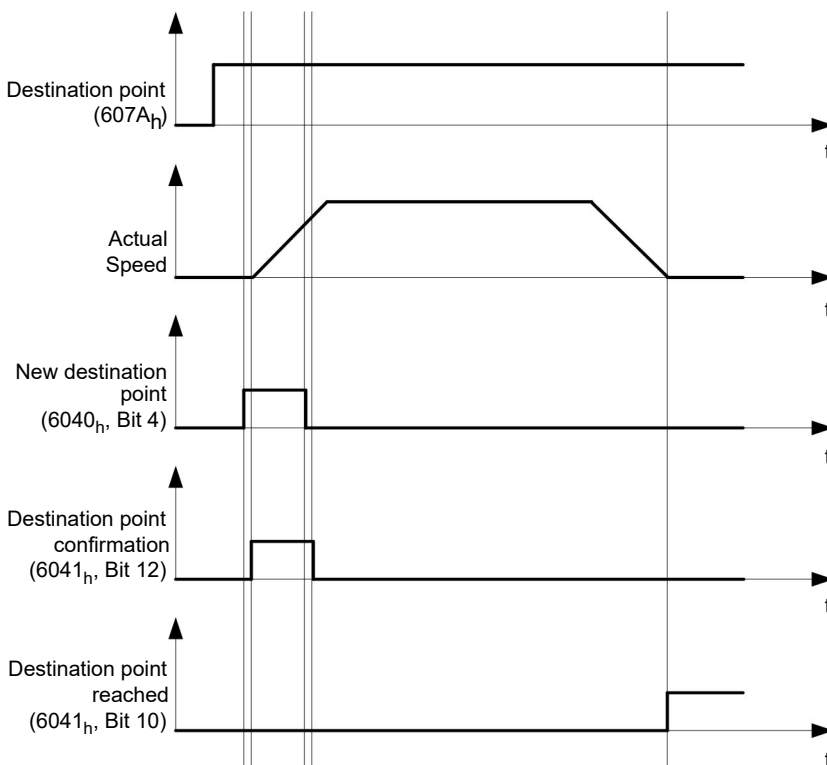 Destination point
(607Ah)
t
Actual
Speed
t
New destination
point
(6040h, Bit 4)
t
Destination point
confirmation
(6041h, Bit 12)
t
Destination point
reached
(6041h, Bit 10)
t